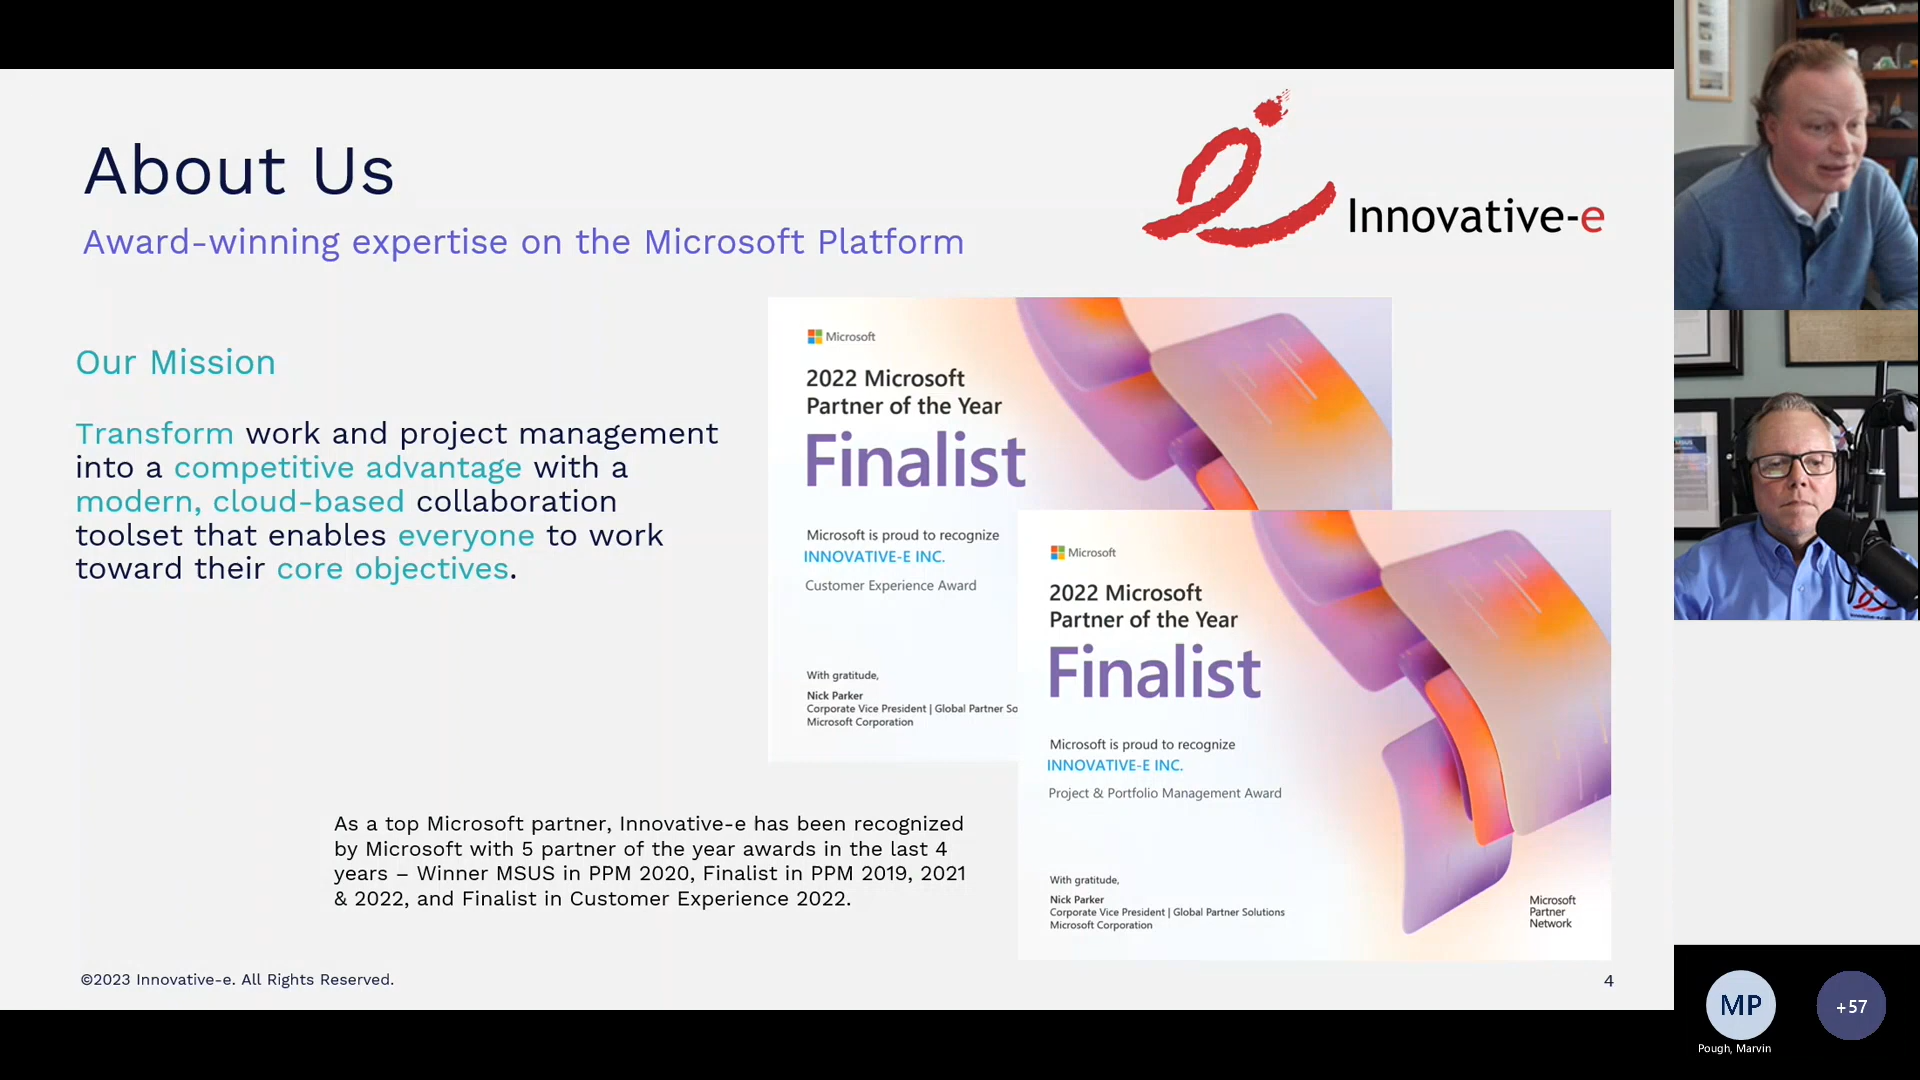 About Us
Award-winning expertise on the Microsoft Platform
Innovative-e
Our Mission
Transform work and project management
into a competitive advantage with a
modern, cloud-based collaboration
toolset that enables everyone to work
toward their core objectives.
Microsoft
2022 Microsoft
Partner of the Year
Finalist
Microsoft is proud to recognize
INNOVATIVE-E INC.
Customer Experience Award
With gratitude,
Nick Parker
Corporate Vice President | Global Partner So
Microsoft Corporation
Microsoft
2022 Microsoft
Partner of the Year
Finalist
Microsoft is proud to recognize
INNOVATIVE-E INC.
Project & Portfolio Management Award
With gratitude,
Nick Parker
Corporate Vice President | Global Partner Solutions
Microsoft Corporation
Microsoft
Partner
Network
As a top Microsoft partner, Innovative-e has been recognized
by Microsoft with 5 partner of the year awards in the last 4
years – Winner MSUS in PPM 2020, Finalist in PPM 2019, 2021
& 2022, and Finalist in Customer Experience 2022.
©2023 Innovative-e. All Rights Reserved.
4
MP
+57
Pough, Marvin